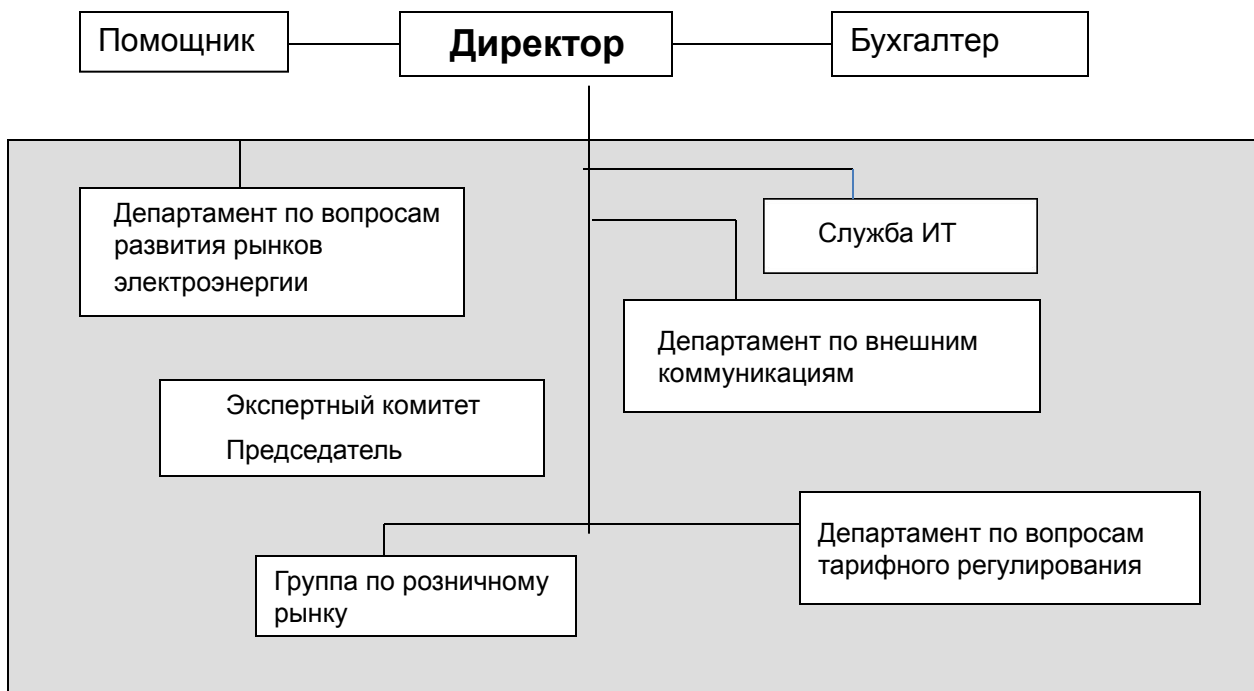 Помощник
Директор
Бухгалтер
Департамент по вопросам
развития рынков
электроэнергии
Служба ИТ
Департамент по внешним
коммуникациям
Экспертный комитет
Председатель
Департамент по вопросам
тарифного регулирования
Группа по розничному
рынку